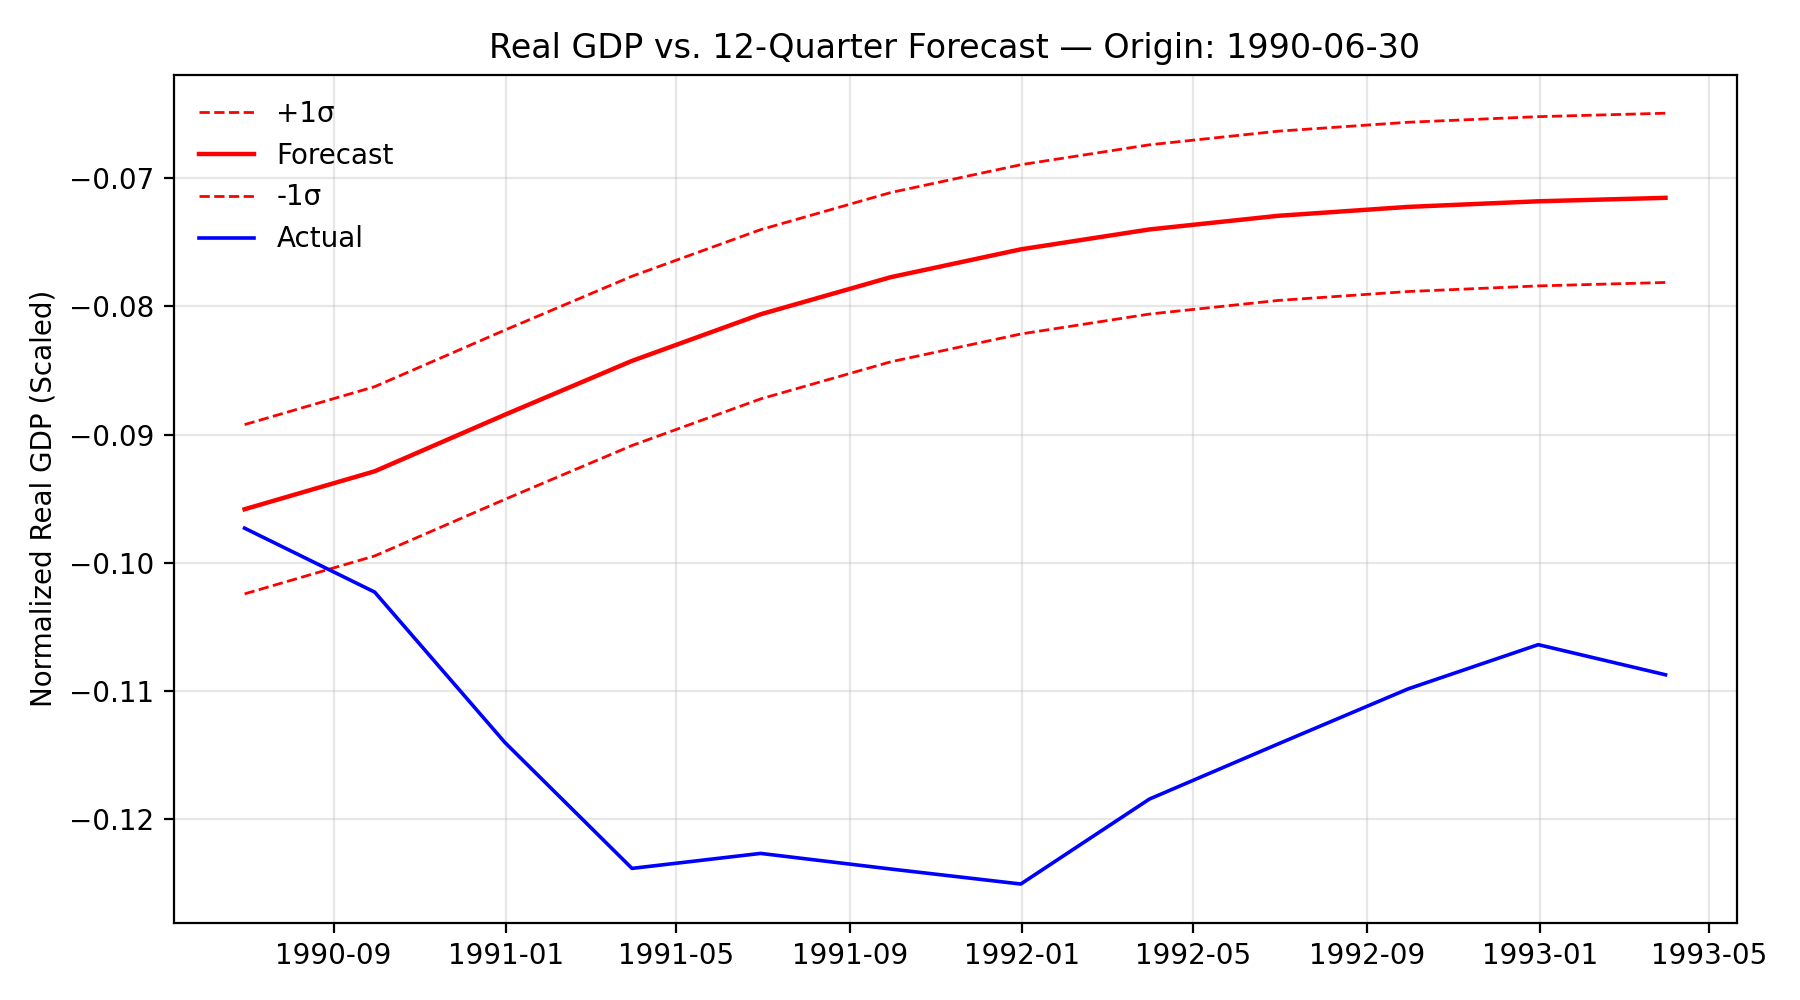 Real GDP vs. 12-Quarter Forecast — Origin: 1990-06-30
+1σ
Forecast
-1σ
Actual
Normalized Real GDP (Scaled)
−0.07
−0.08
−0.09
−0.10
−0.11
−0.12
1990-09 1991-01 1991-05 1991-09 1992-01 1992-05 1992-09 1993-01 1993-05